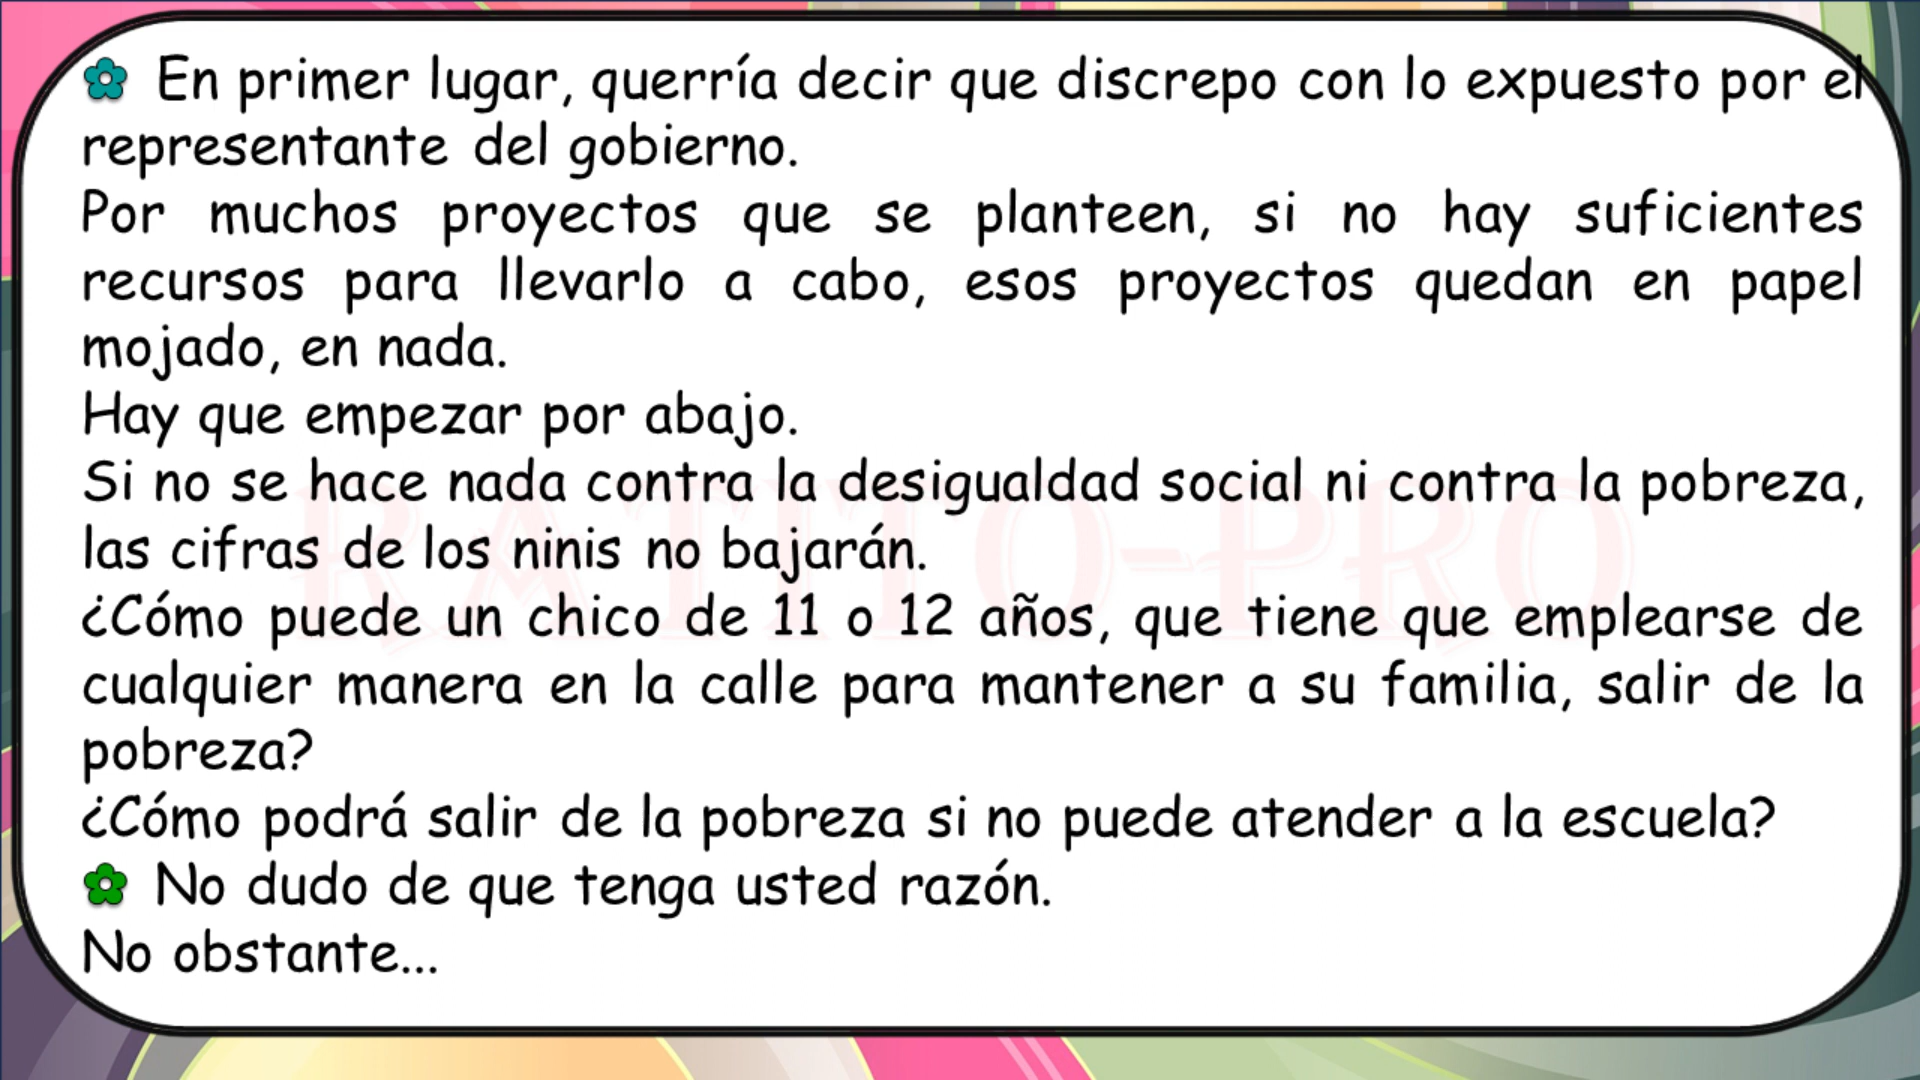 En primer lugar, querría decir que discrepo con lo expuesto por el
representante del gobierno.
Por muchos proyectos que se planteen, si no hay suficientes
recursos para llevarlo a cabo, esos proyectos quedan en papel
mojado, en nada.
Hay que empezar por abajo.
Si no se hace nada contra la desigualdad social ni contra la pobreza,
las cifras de los ninis no bajarán.
¿Cómo puede un chico de 11 o 12 años, que tiene que emplearse de
cualquier manera en la calle para mantener a su familia, salir de la
pobreza?
¿Cómo podrá salir de la pobreza si no puede atender a la escuela?
No dudo de que tenga usted razón.
No obstante...
RATITO-PRO